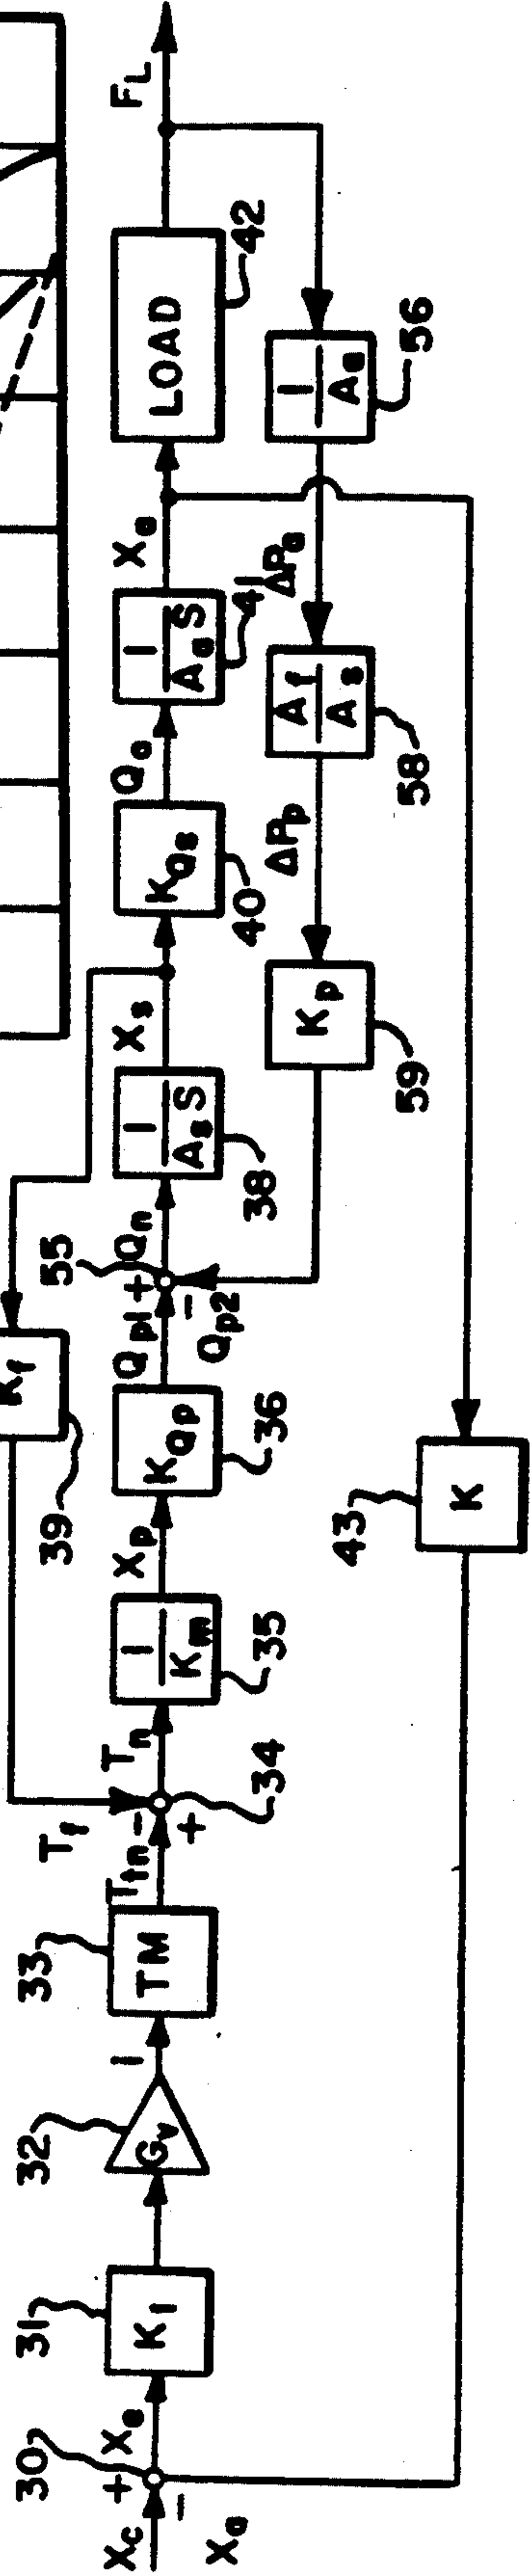 30
31
32
33
34
35
36
55
38
40
41
42
39
43
56
58
59
Xc
+
−
Xe
Xa
K1
Gv
i
TM
Ttn
Tf
−
+
Tn
1
Km
Xp
KQp
Qp1
+
−
Qp2
Qn
1
AsS
Xs
KQs
Qa
1
AaS
Xa
LOAD
FL
Kf
1
Aa
ΔPa
Af
As
ΔPp
Kp
K